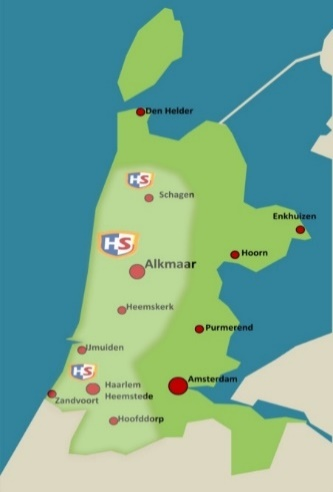 Den Helder
HS
Schagen
Enkhuizen
HS
Hoorn
Alkmaar
Heemskerk
Purmerend
IJmuiden
HS
Amsterdam
Haarlem
Heemstede
Zandvoort
Hoofddorp